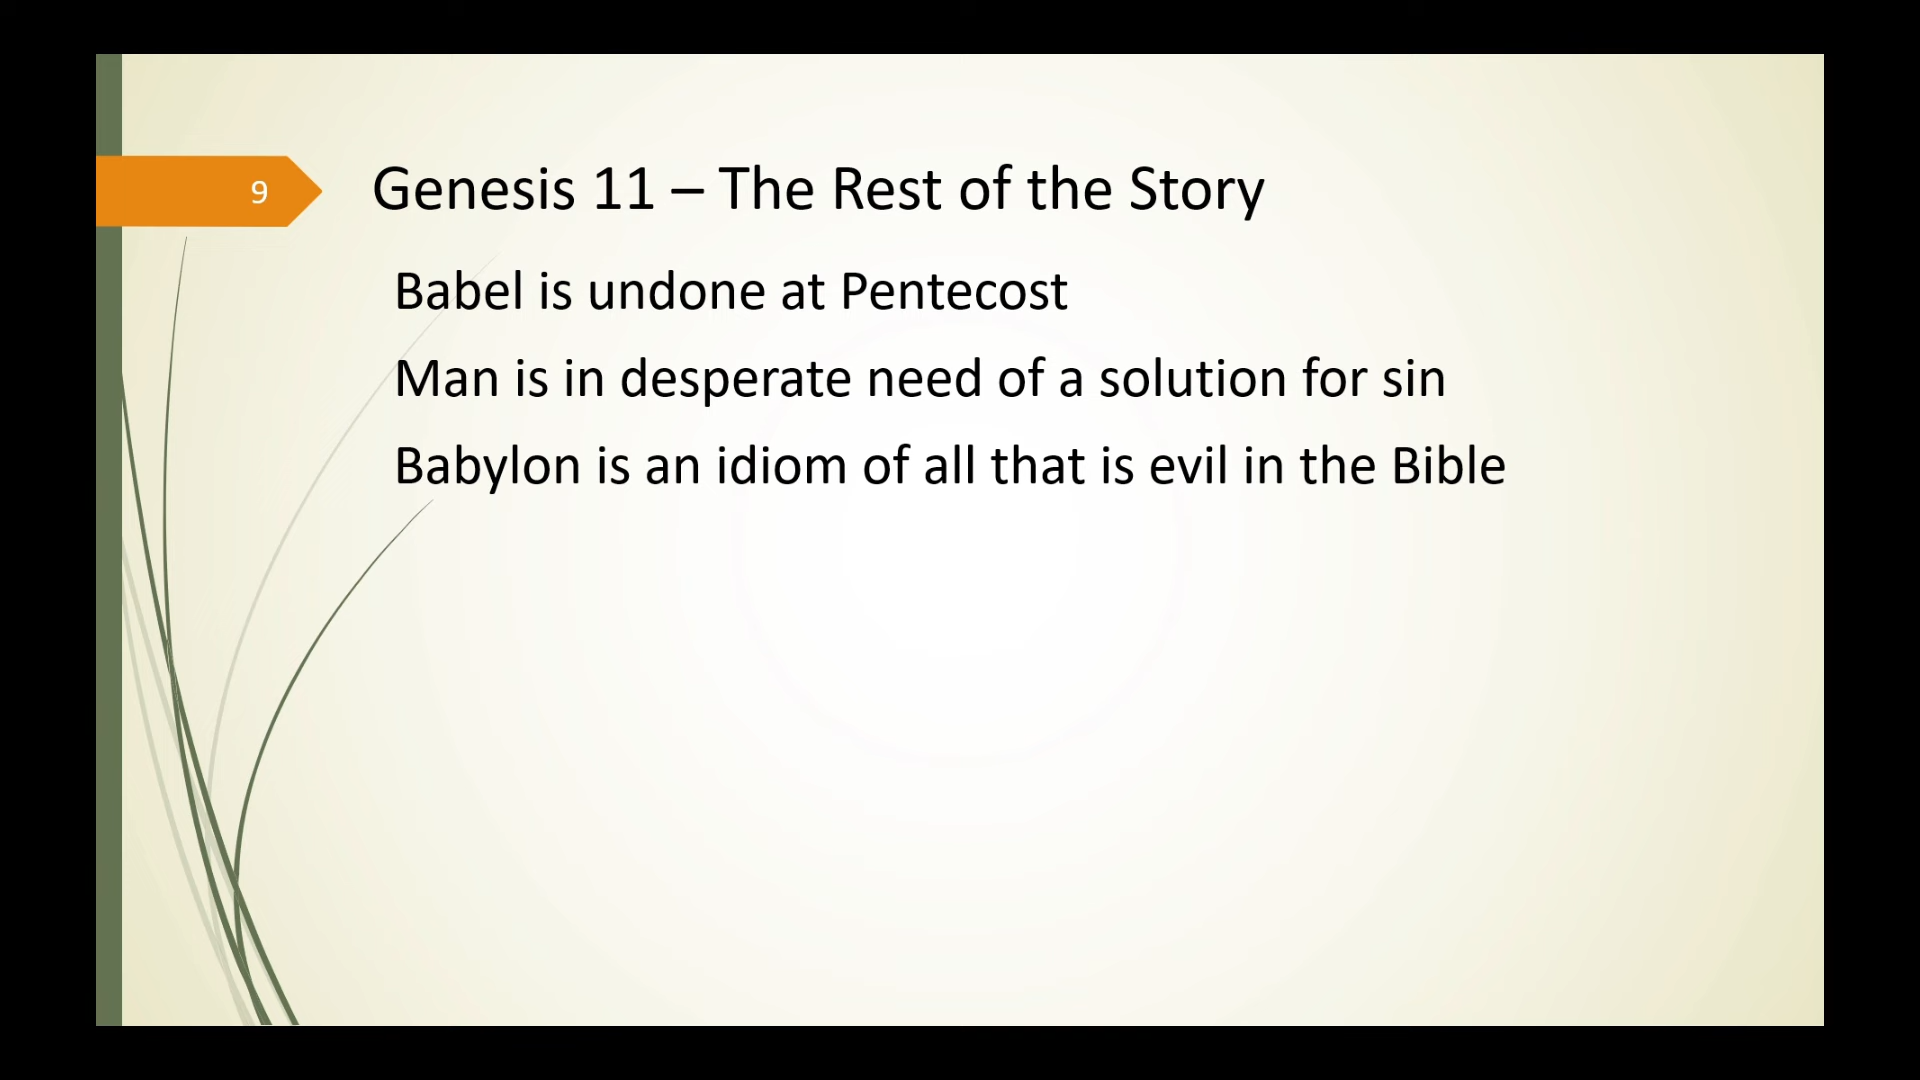 9
Genesis 11 – The Rest of the Story
Babel is undone at Pentecost
Man is in desperate need of a solution for sin
Babylon is an idiom of all that is evil in the Bible